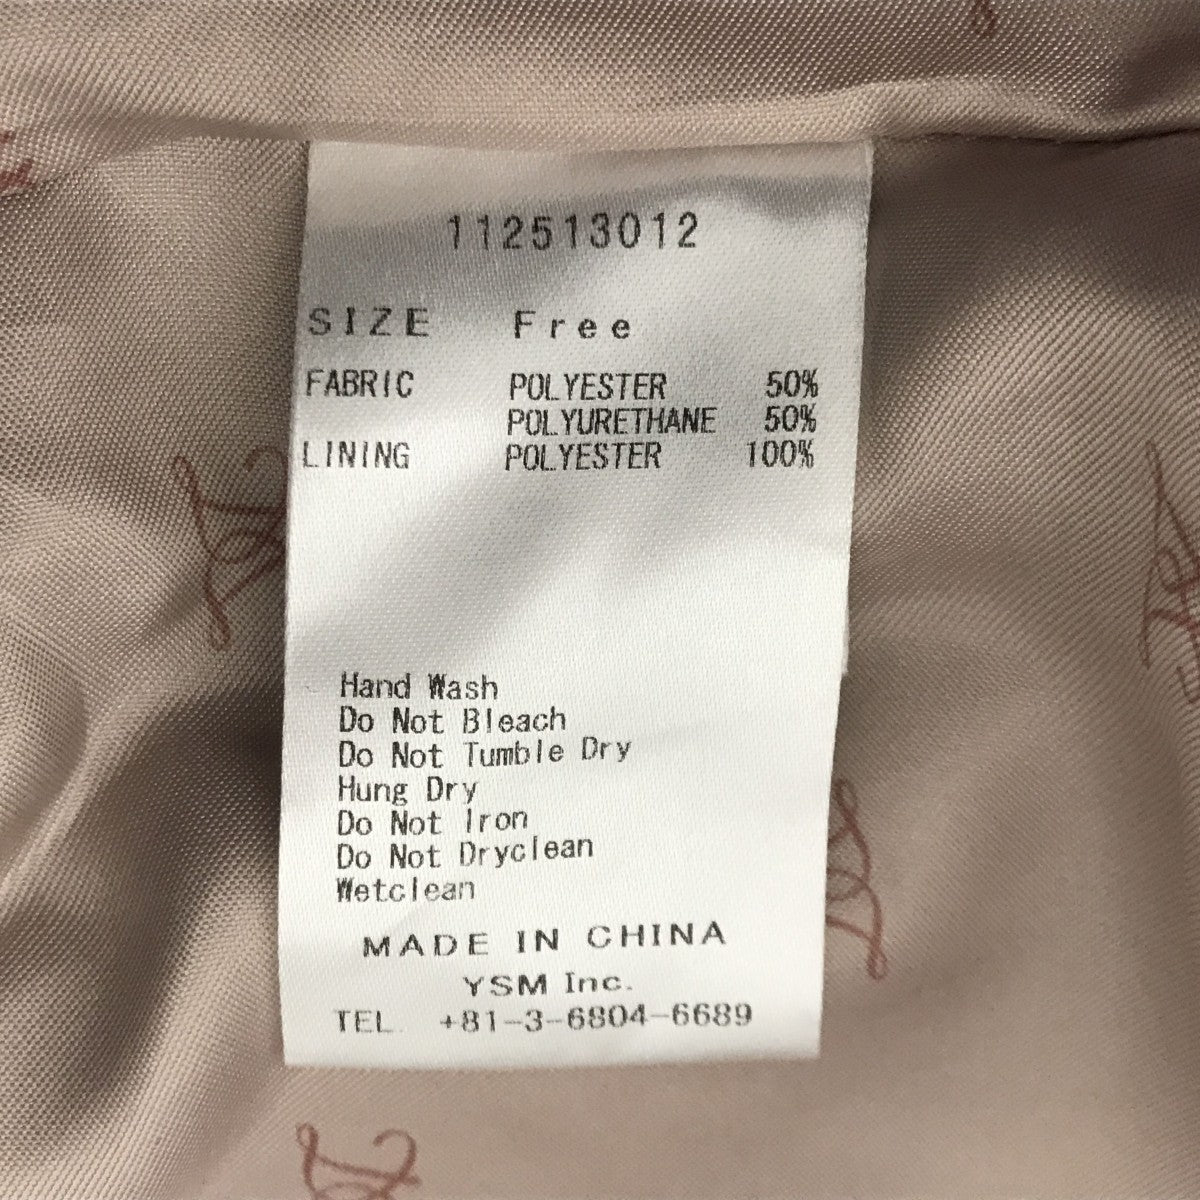 112513012
SIZE Free
FABRIC POLYESTER 50%
POLYURETHANE 50%
LINING POLYESTER 100%
Hand Wash
Do Not Bleach
Do Not Tumble Dry
Hung Dry
Do Not Iron
Do Not Dryclean
Wetclean
MADE IN CHINA
YSM Inc.
TEL +81-3-6804-6689